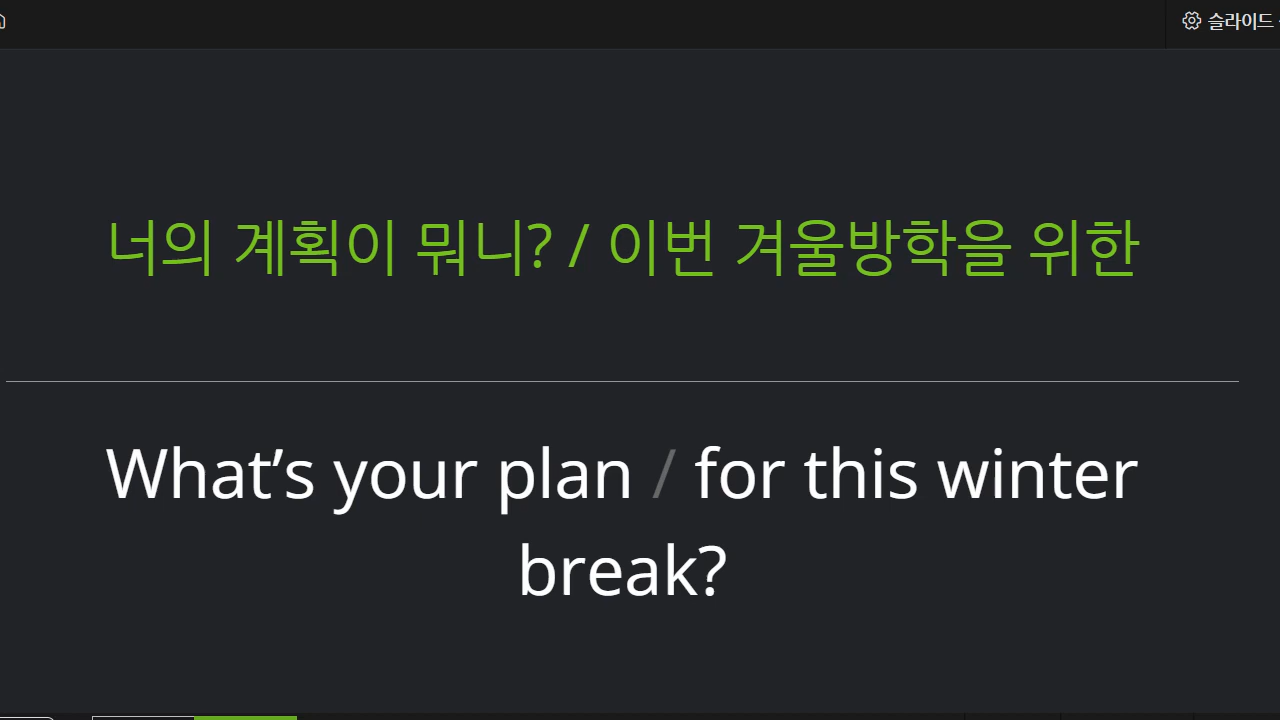 슬라이드
너의 계획이 뭐니? / 이번 겨울방학을 위한
What’s your plan / for this winter
break?